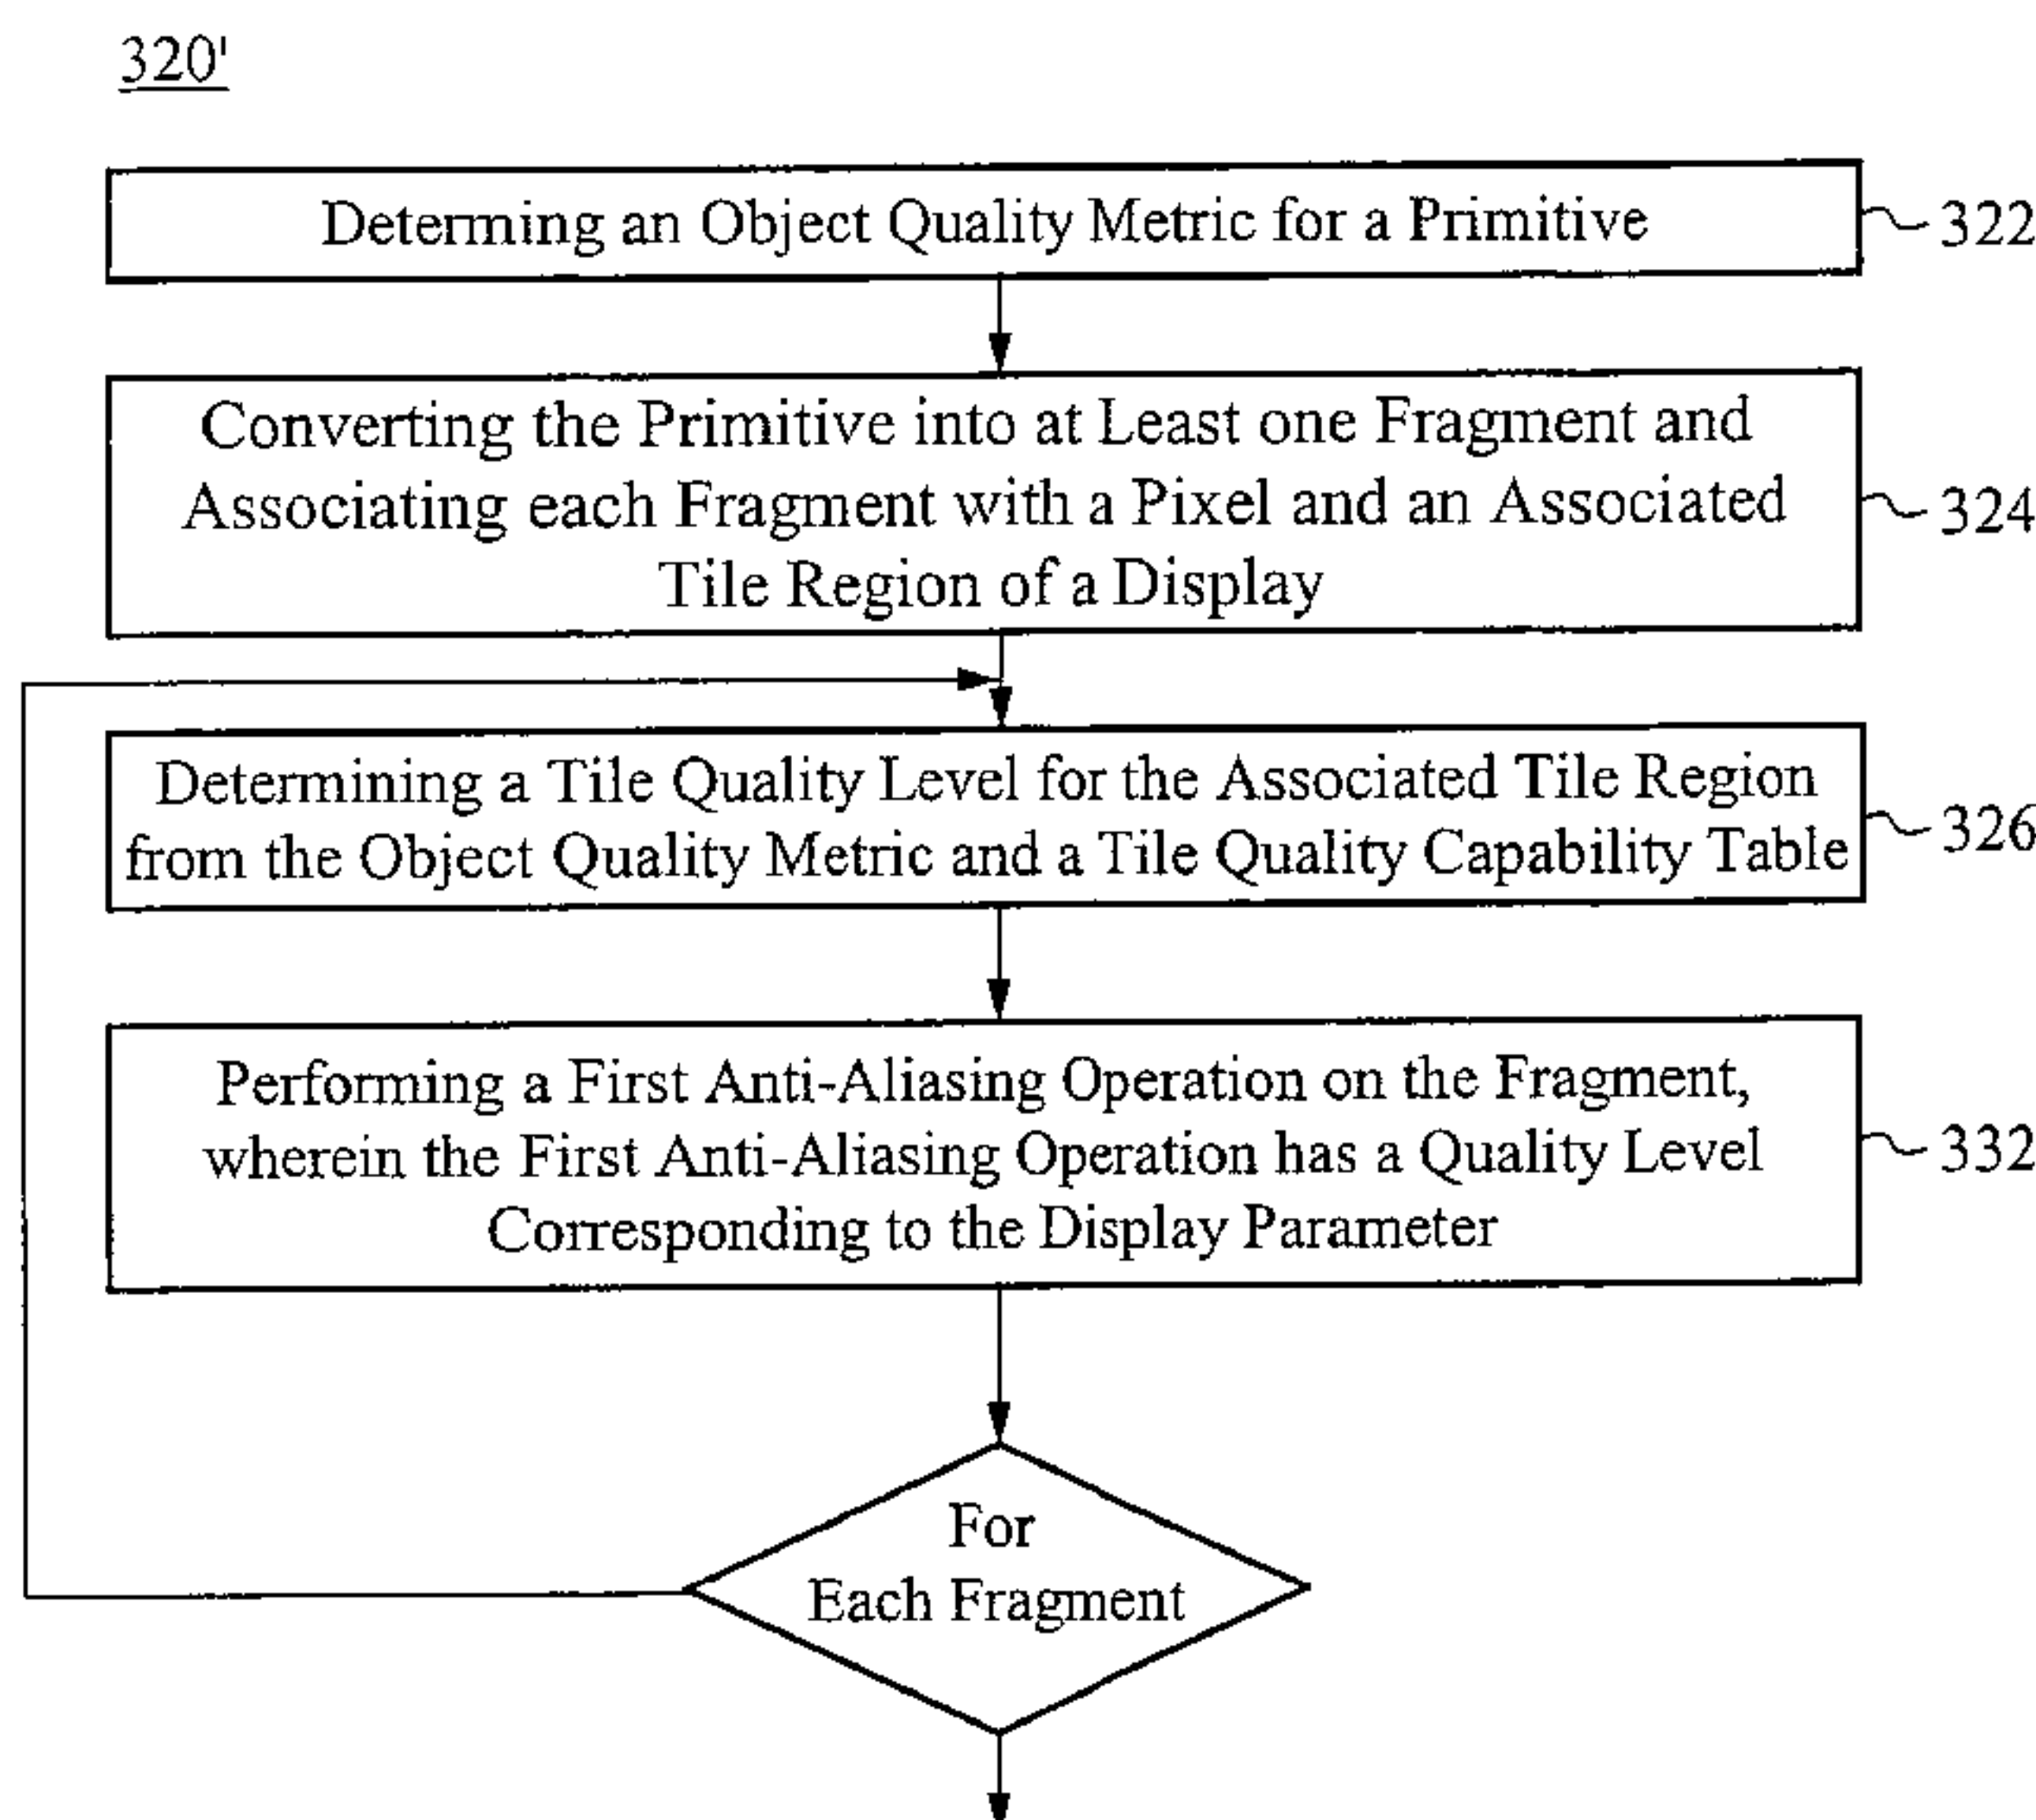 320'
Determing an Object Quality Metric for a Primitive
322
Converting the Primitive into at Least one Fragment and
Associating each Fragment with a Pixel and an Associated
Tile Region of a Display
324
Determining a Tile Quality Level for the Associated Tile Region
from the Object Quality Metric and a Tile Quality Capability Table
326
Performing a First Anti-Aliasing Operation on the Fragment,
wherein the First Anti-Aliasing Operation has a Quality Level
Corresponding to the Display Parameter
332
For
Each Fragment